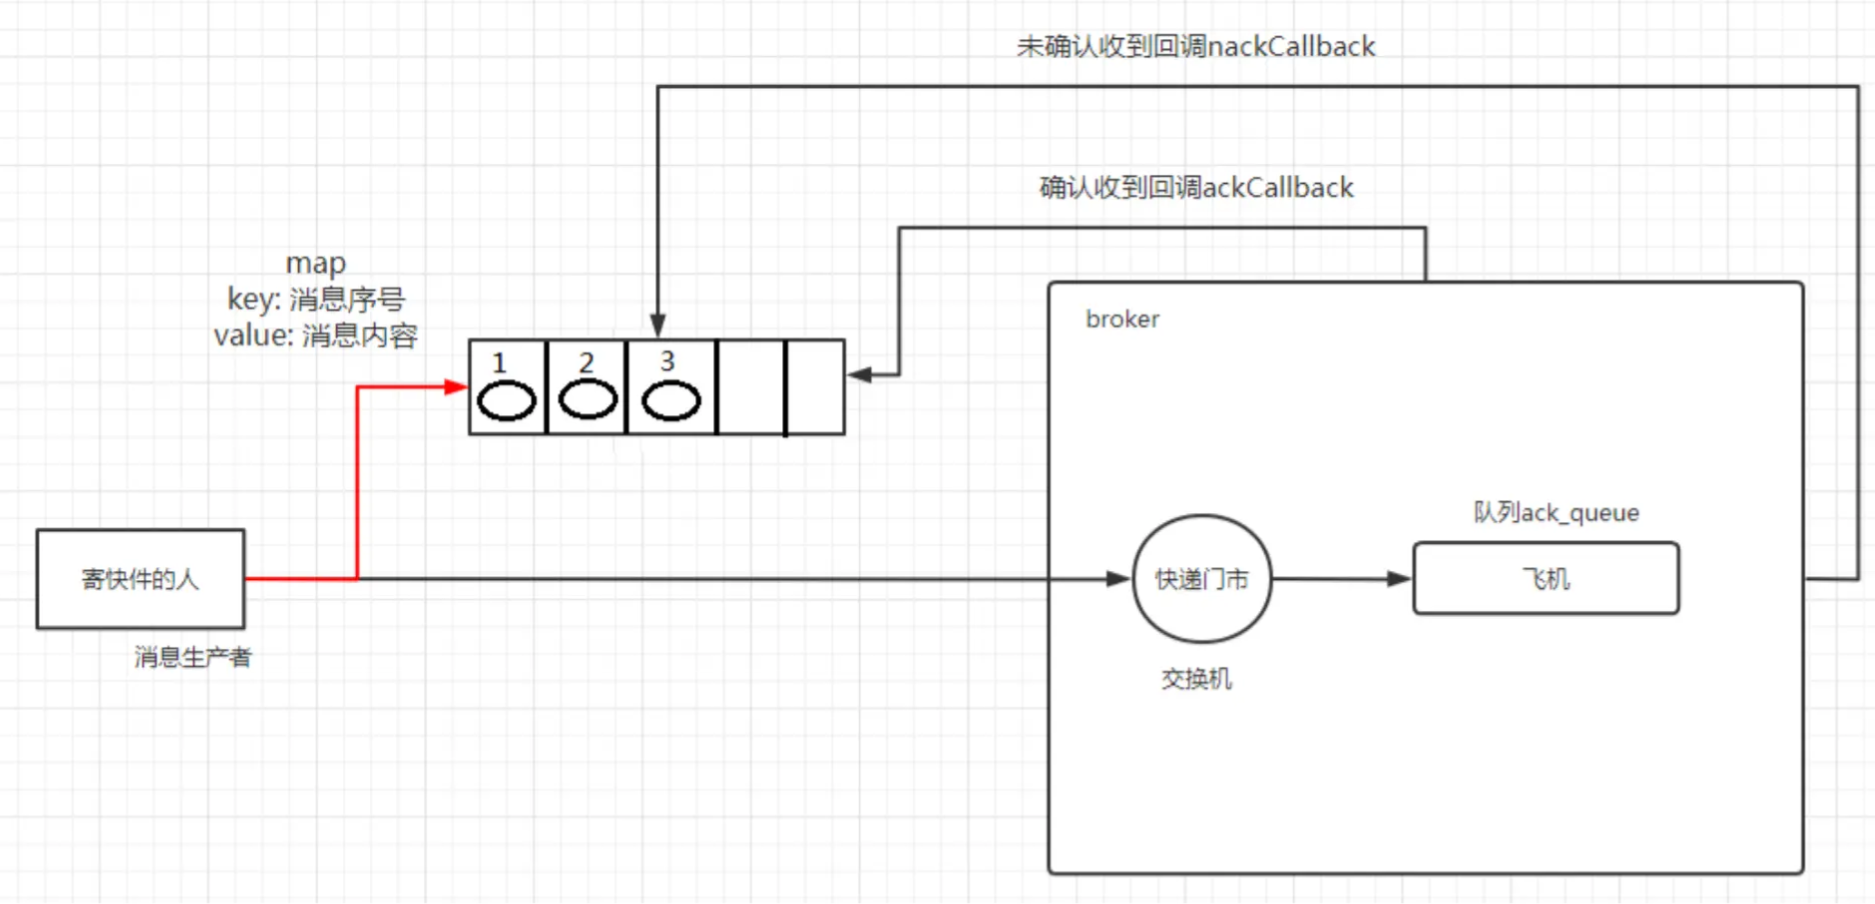 未确认收到回调nackCallback
确认收到回调ackCallback
map
key: 消息序号
value: 消息内容
broker
1
2
3
队列ack_queue
寄快件的人
快递门市
飞机
消息生产者
交换机